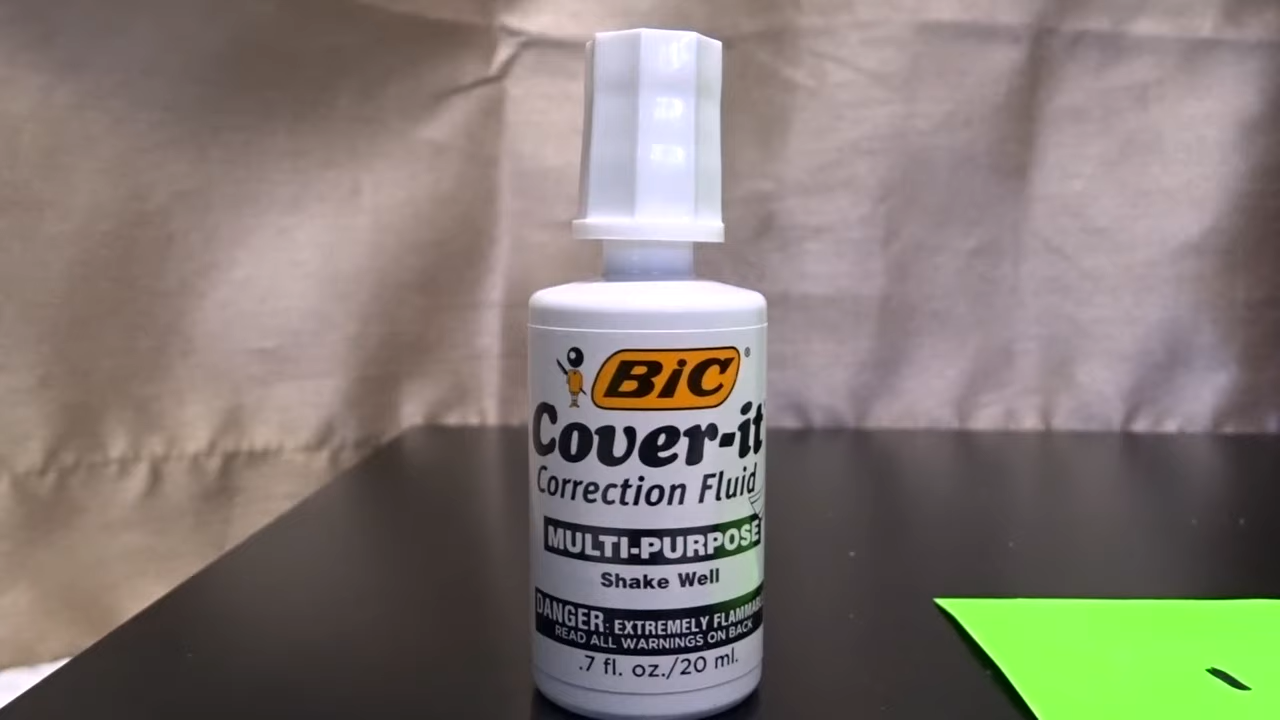 BiC®
Cover-it
Correction Fluid
MULTI-PURPOSE
Shake Well
DANGER: EXTREMELY FLAMMAB
READ ALL WARNINGS ON BACK
.7 fl. oz./20 ml.